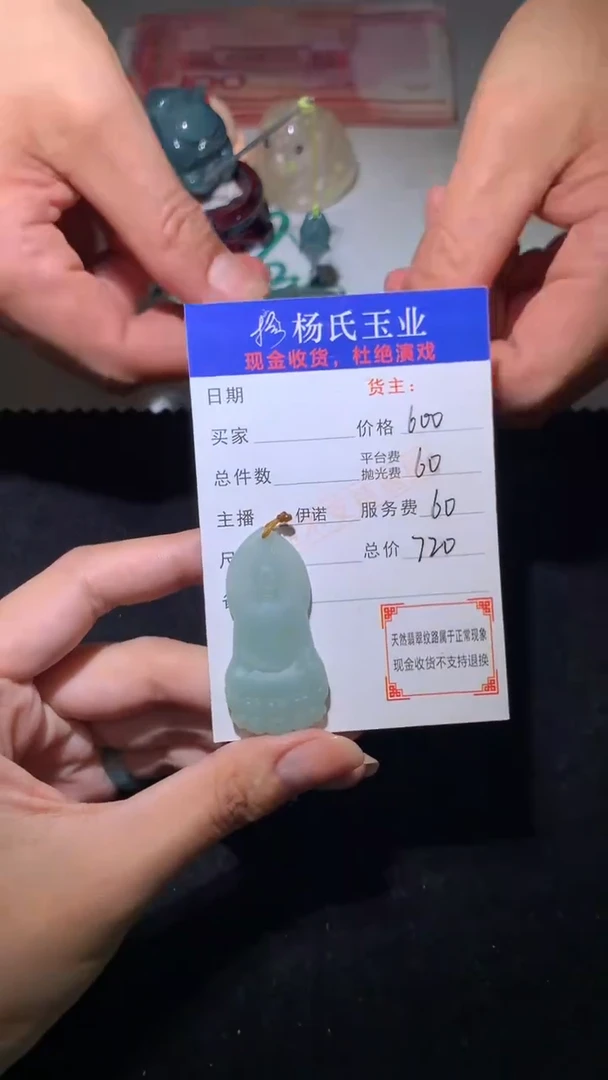 杨氏玉业
现金收货，杜绝演戏
日期
货主：
买家
价格 600
总件数
平台费
抛光费 60
主播 伊诺
服务费 60
总价 720
天然翡翠纹路属于正常现象
现金收货不支持退换